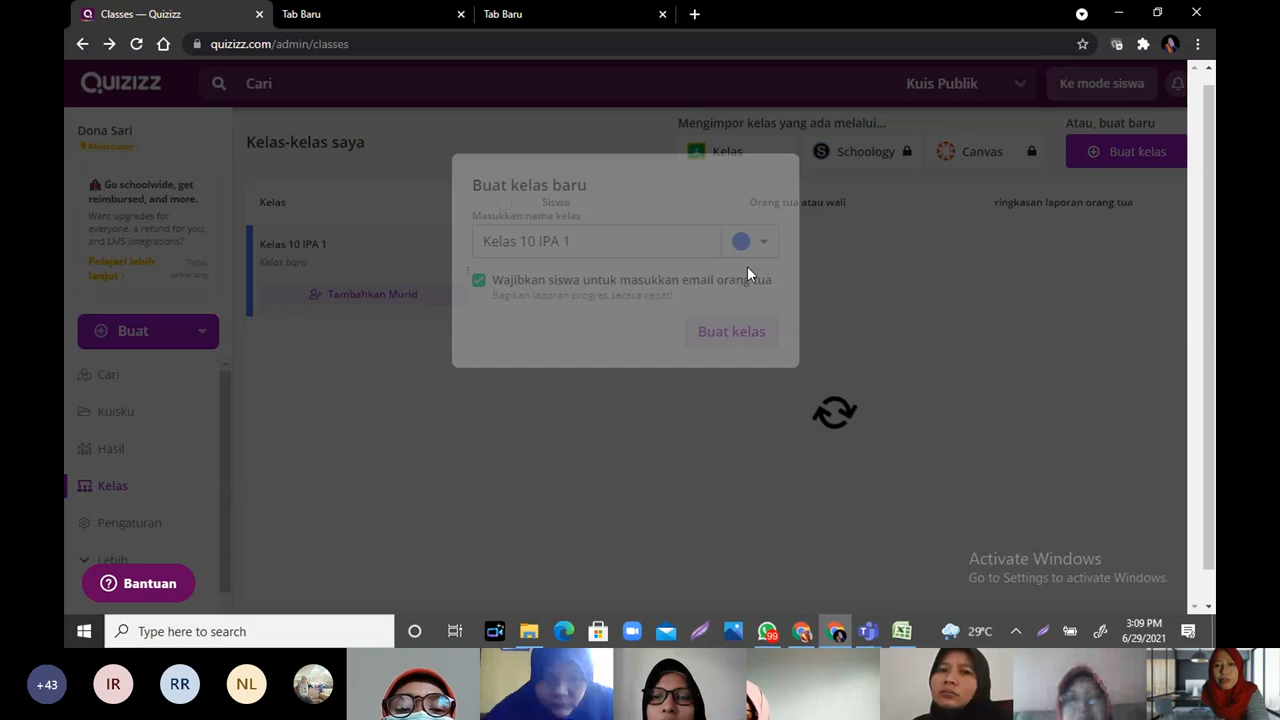 Classes — Quizizz
Tab Baru
Tab Baru
quizizz.com/admin/classes
QUIZIZZ
Cari
Kuis Publik
Ke mode siswa
Dona Sari
Go schoolwide, get
reimbursed, and more.
Want upgrades for
everyone, a refund for you,
and LMS integrations?
Pelajari lebih
lanjut
Kelas-kelas saya
Mengimpor kelas yang ada melalui...
Kelas
Schoology
Canvas
Atau, buat baru
Buat kelas
Kelas
Siswa
Orang tua atau wali
ringkasan laporan orang tua
Kelas 10 IPA 1
Kelas baru
Tambahkan Murid
Buat kelas baru
Masukkan nama kelas
Kelas 10 IPA 1
Wajibkan siswa untuk masukkan email orang tua
Bagikan laporan progres secara cepat!
Buat kelas
Buat
Cari
Kuisku
Hasil
Kelas
Pengaturan
Lebih
Bantuan
Activate Windows
Go to Settings to activate Windows.
Type here to search
99
29°C
3:09 PM
6/29/2021
+43
IR
RR
NL